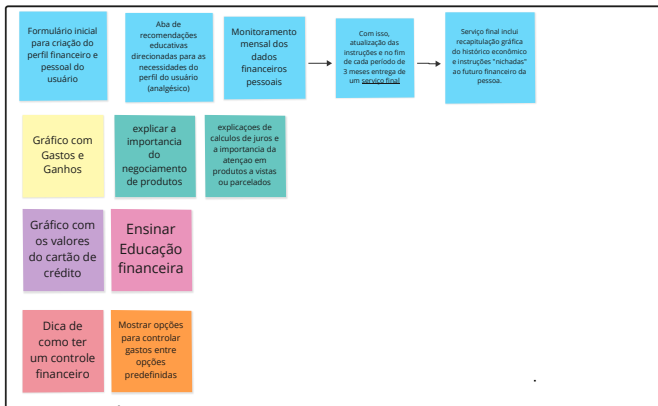 Formulário inicial
para criação do
perfil financeiro e
pessoal do
usuário
Aba de
recomendações
educativas
direcionadas para as
necessidades do
perfil do usuário
(analgésico)
Monitoramento
mensal dos
dados
financeiros
pessoais
Com isso,
atualização das
instruções e no fim
de cada período de
3 meses entrega de
um serviço final
Serviço final inclui
recapitulação gráfica
do histórico econômico
e instruções "nichadas"
ao futuro financeiro da
pessoa.
Gráfico com
Gastos e
Ganhos
explicar a
importancia
do
negociamento
de produtos
explicaçoes de
calculos de juros e
a importancia da
atençao em
produtos a vistas
ou parcelados
Gráfico com
os valores
do cartão de
crédito
Ensinar
Educação
financeira
Dica de
como ter
um controle
financeiro
Mostrar opções
para controlar
gastos entre
opções
predefinidas